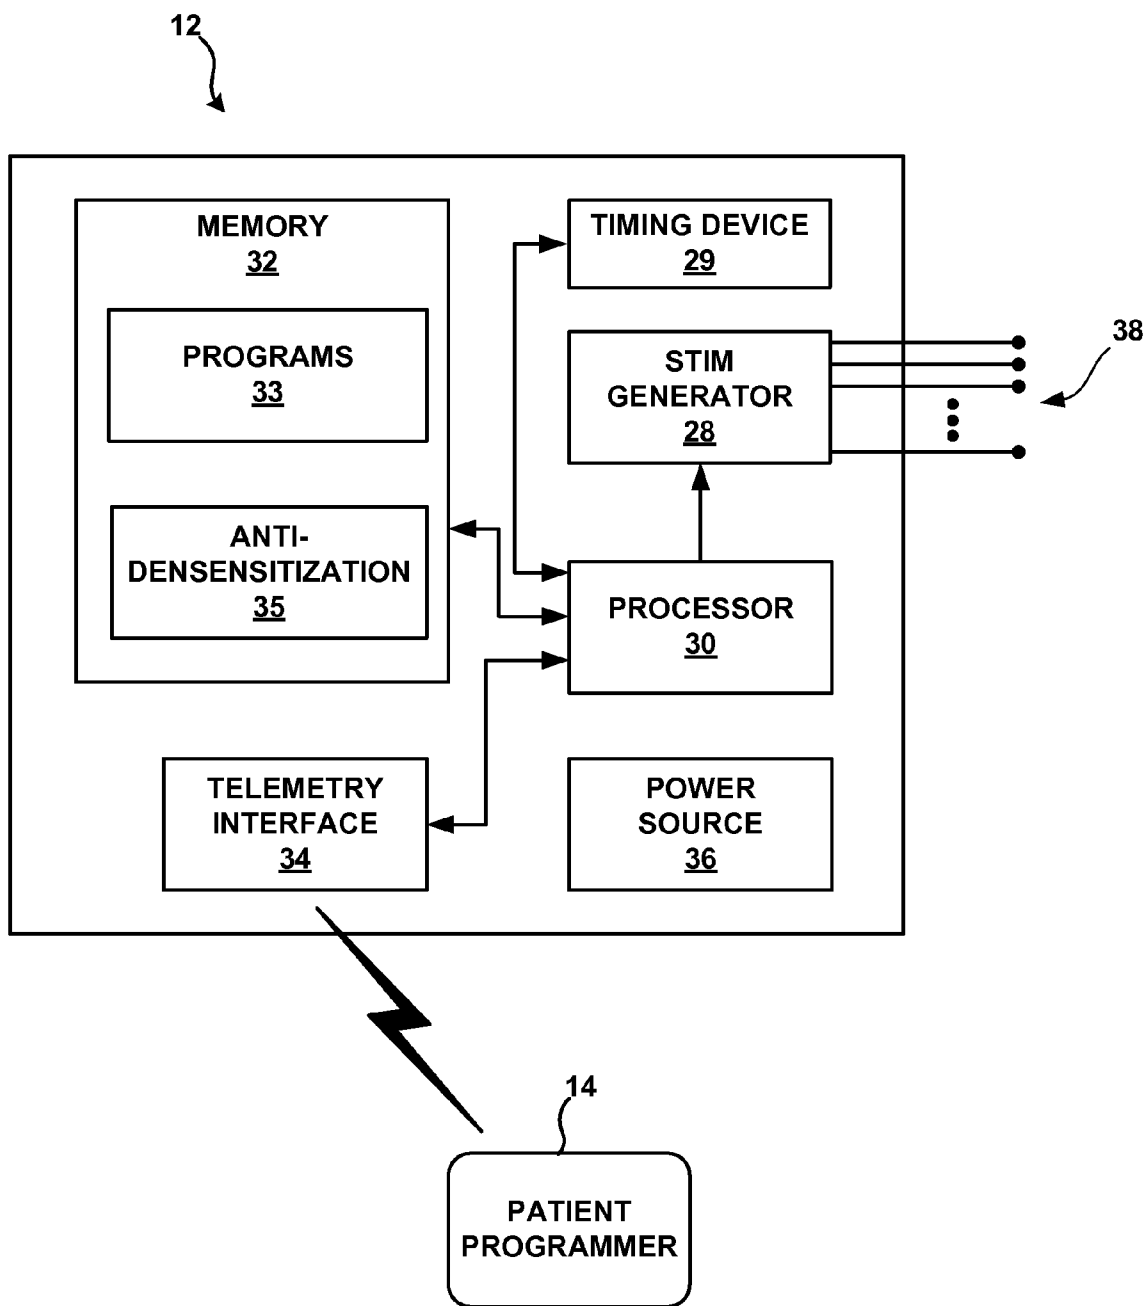 12
MEMORY
32
PROGRAMS
33
ANTI-
DENSENSITIZATION
35
TIMING DEVICE
29
STIM
GENERATOR
28
38
PROCESSOR
30
TELEMETRY
INTERFACE
34
POWER
SOURCE
36
14
PATIENT
PROGRAMMER